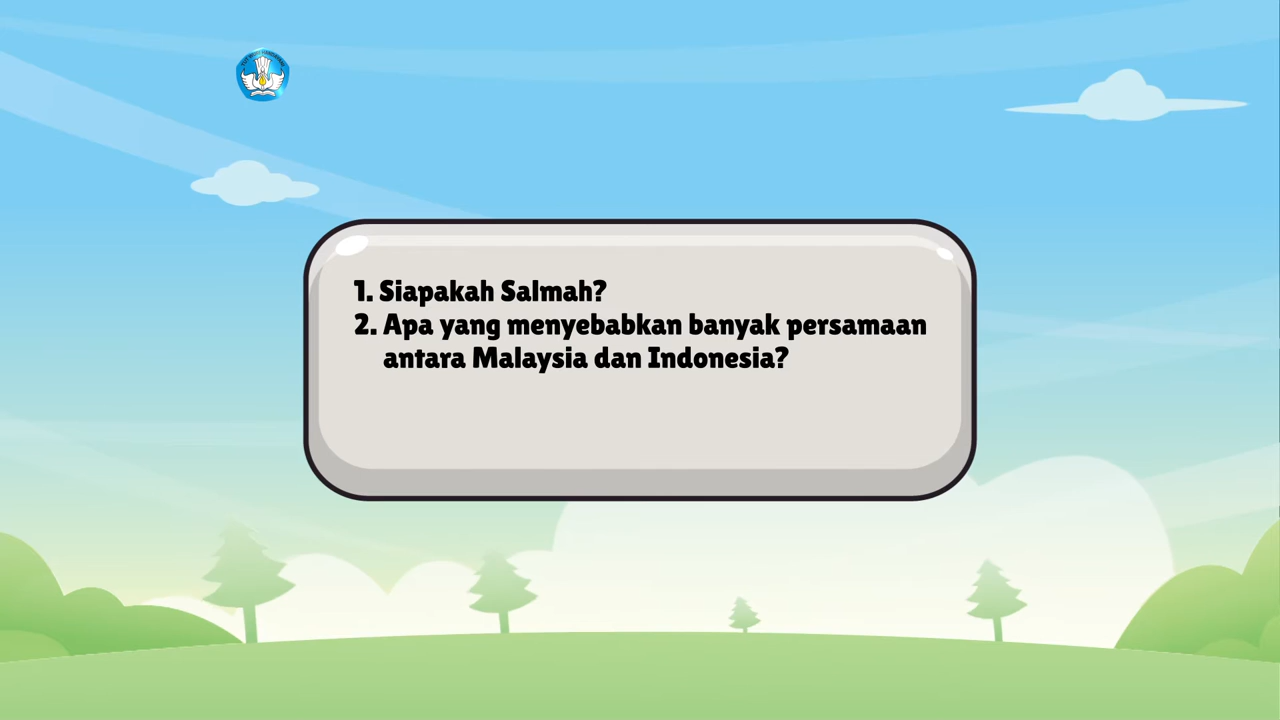 1. Siapakah Salmah?
2. Apa yang menyebabkan banyak persamaan
antara Malaysia dan Indonesia?